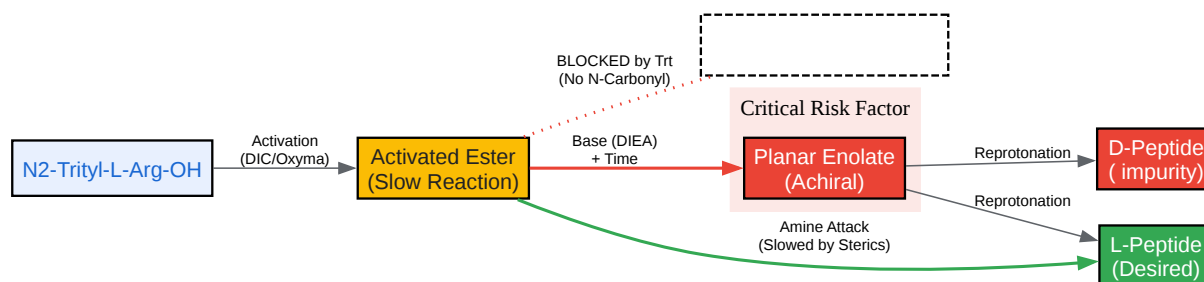 BLOCKED by Trt
(No N-Carbonyl)
Critical Risk Factor
N2-Trityl-L-Arg-OH
Activation
(DIC/Oxyma)
Activated Ester
(Slow Reaction)
Base (DIEA)
+ Time
Planar Enolate
(Achiral)
Reprotonation
D-Peptide
( impurity)
Reprotonation
Amine Attack
(Slowed by Sterics)
L-Peptide
(Desired)